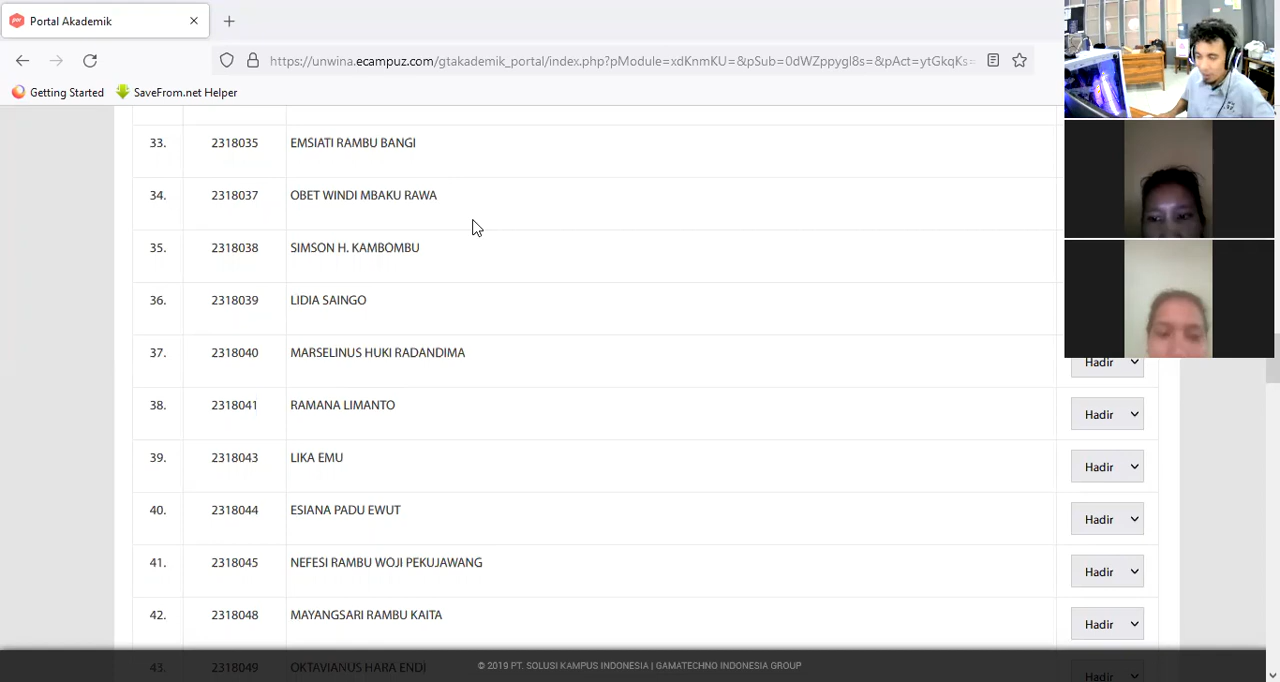 Portal Akademik
https://unwina.ecampuz.com/gtakademik_portal/index.php?pModule=xdKnmKU=&pSub=0dWZppygl8s=&pAct=ytGkqKs=
Getting Started SaveFrom.net Helper
33. 2318035 EMSIATI RAMBU BANGI
34. 2318037 OBET WINDI MBAKU RAWA
35. 2318038 SIMSON H. KAMBOMBU
36. 2318039 LIDIA SAINGO
37. 2318040 MARSELINUS HUKI RADANDIMA Hadir
38. 2318041 RAMANA LIMANTO Hadir
39. 2318043 LIKA EMU Hadir
40. 2318044 ESIANA PADU EWUT Hadir
41. 2318045 NEFESI RAMBU WOJI PEKUJAWANG Hadir
42. 2318048 MAYANGSARI RAMBU KAITA Hadir
43. 2318049 OKTAVIANUS HARA ENDI Hadir
© 2019 PT. SOLUSI KAMPUS INDONESIA | GAMATECHNO INDONESIA GROUP